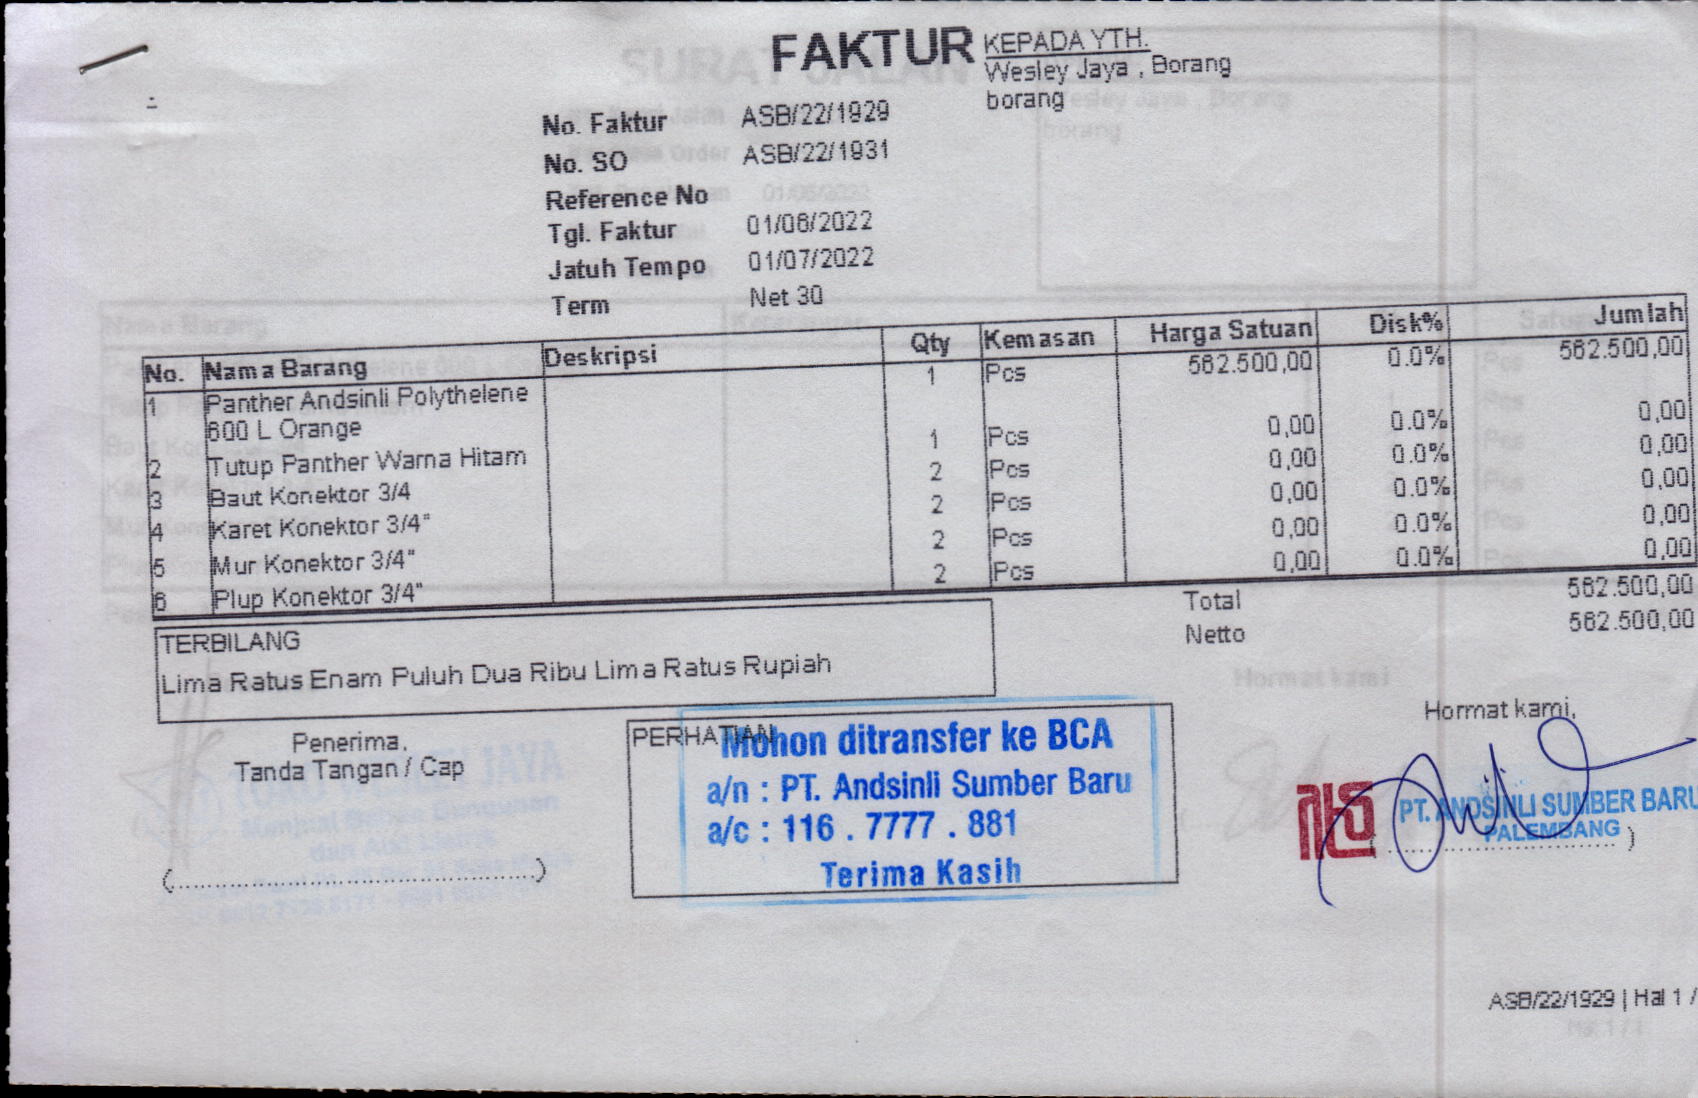 FAKTUR
KEPADA YTH.
Wesley Jaya , Borang
borang
No. Faktur ASB/22/1929
No. SO ASB/22/1931
Reference No
Tgl. Faktur 01/06/2022
Jatuh Tempo 01/07/2022
Term Net 30
No. Nama Barang Deskripsi Qty Kemasan Harga Satuan Disk% Jumlah
1 Panther Andsinli Polythelene 1 Pcs 562.500,00 0.0% 562.500,00
600 L Orange
2 Tutup Panther Warna Hitam 1 Pcs 0,00 0.0% 0,00
3 Baut Konektor 3/4 2 Pcs 0,00 0.0% 0,00
4 Karet Konektor 3/4" 2 Pcs 0,00 0.0% 0,00
5 Mur Konektor 3/4" 2 Pcs 0,00 0.0% 0,00
6 Plup Konektor 3/4" 2 Pcs 0,00 0.0% 0,00
Total 562.500,00
Netto 562.500,00
TERBILANG
Lima Ratus Enam Puluh Dua Ribu Lima Ratus Rupiah
Penerima,
Tanda Tangan / Cap
(.....................................................)
PERHATIAN
Mohon ditransfer ke BCA
a/n : PT. Andsinli Sumber Baru
a/c : 116 . 7777 . 881
Terima Kasih
Hormat kami,
PT. ANDSINLI SUMBER BARU
PALEMBANG
(.....................................)
ASB/22/1929 | Hal 1 /